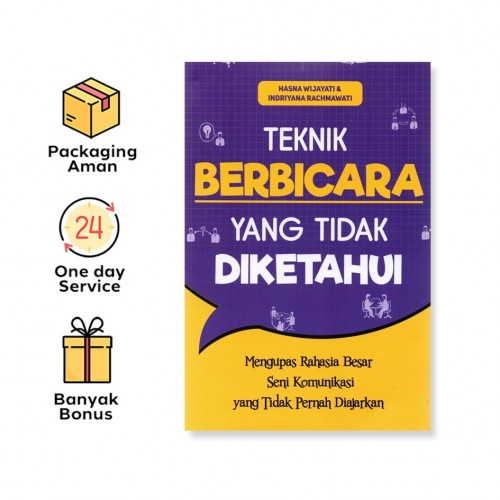 Packaging
Aman
24
One day
Service
Banyak
Bonus
HASNA WIJAYATI &
INDRIYANA RACHMAWATI
TEKNIK
BERBICARA
YANG TIDAK
DIKETAHUI
Mengupas Rahasia Besar
Seni Komunikasi
yang Tidak Pernah Diajarkan